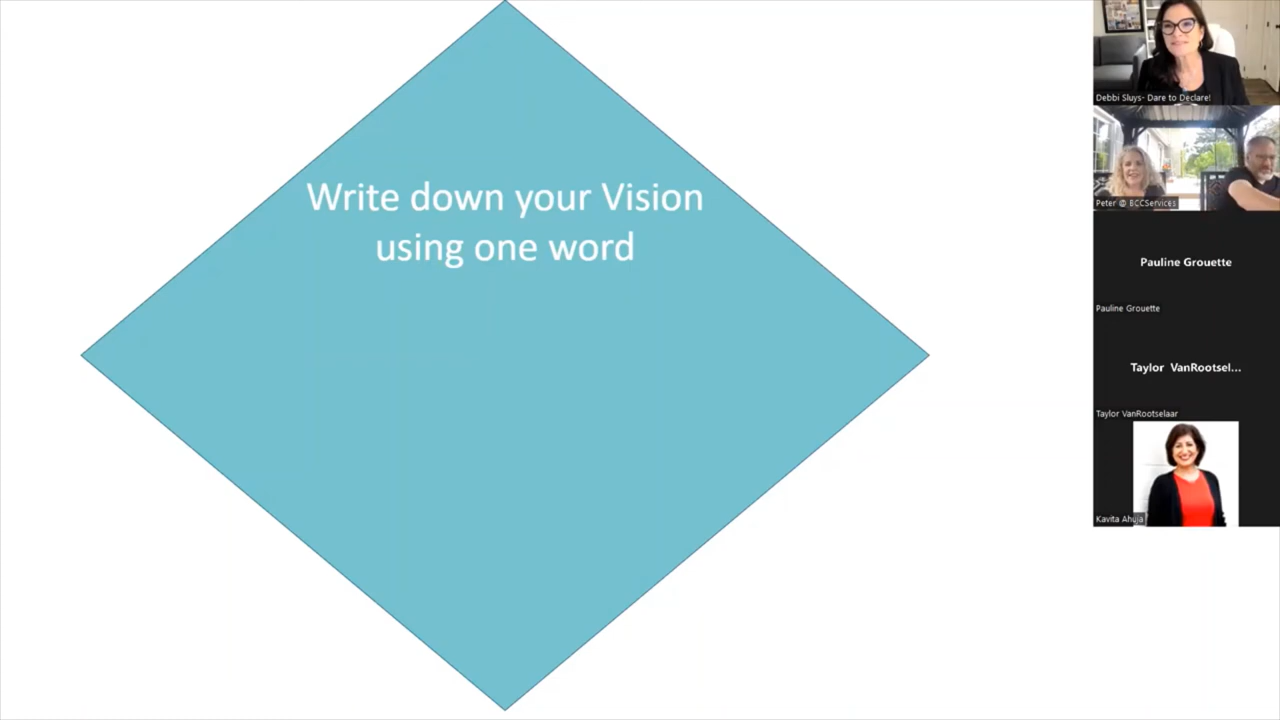 Write down your Vision
using one word
Debbi Sluys- Dare to Declare!
Peter @ BCCServices
Pauline Grouette
Pauline Grouette
Taylor VanRootsel...
Taylor VanRootselaar
Kavita Ahuja